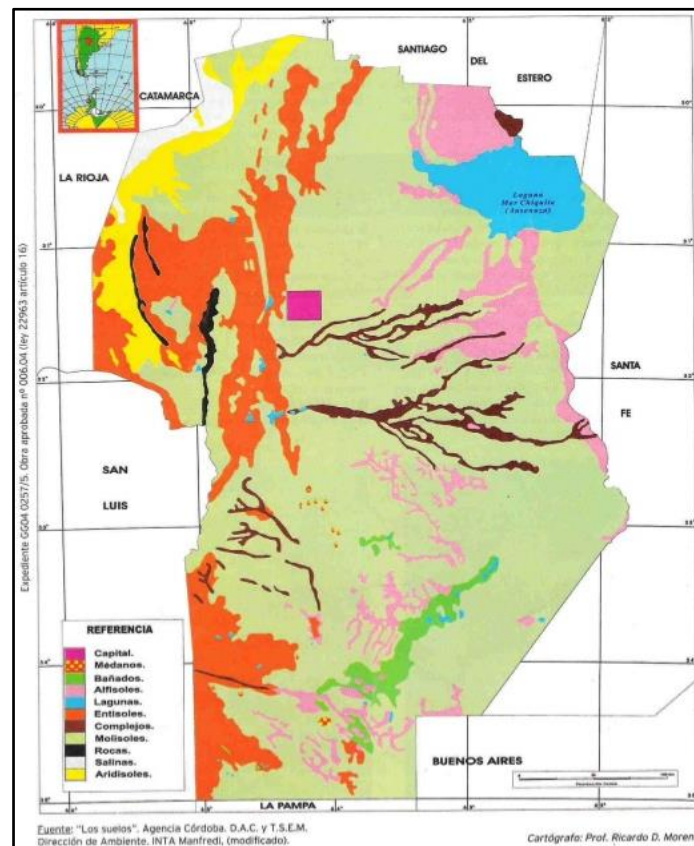 SANTIAGO
DEL
ESTERO
CATAMARCA
LA RIOJA
Laguna
Mar Chiquita
(Ansenuza)
SANTA
FE
SAN
LUIS
BUENOS AIRES
LA PAMPA
REFERENCIA
Capital.
Médanos.
Bañados.
Alfisoles.
Lagunas.
Entisoles.
Complejos.
Molisoles.
Rocas.
Salinas.
Aridisoles.
Expediente GG04 0257/5. Obra aprobada nº 006.04 (ley 22963 artículo 16)
Fuente: "Los suelos". Agencia Córdoba. D.A.C. y T.S.E.M.
Dirección de Ambiente. INTA Manfredi, (modificado).
Cartógrafo: Prof. Ricardo D. Moren